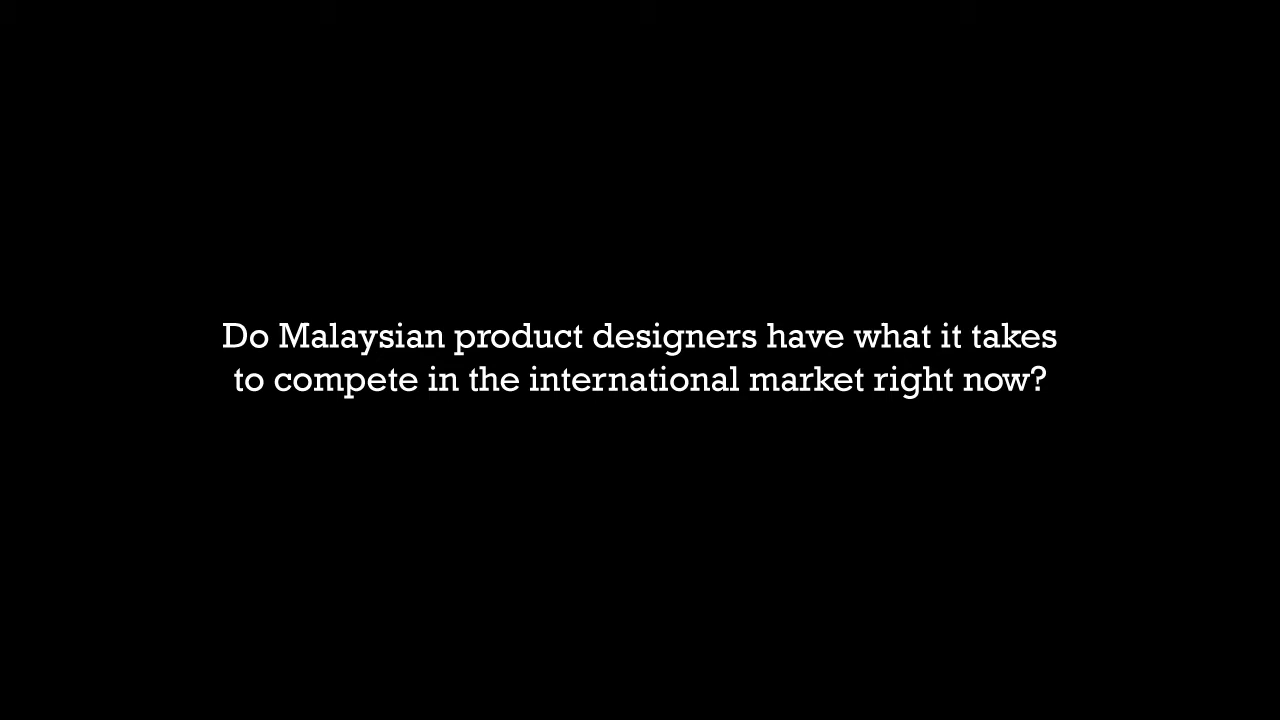 Do Malaysian product designers have what it takes
to compete in the international market right now?